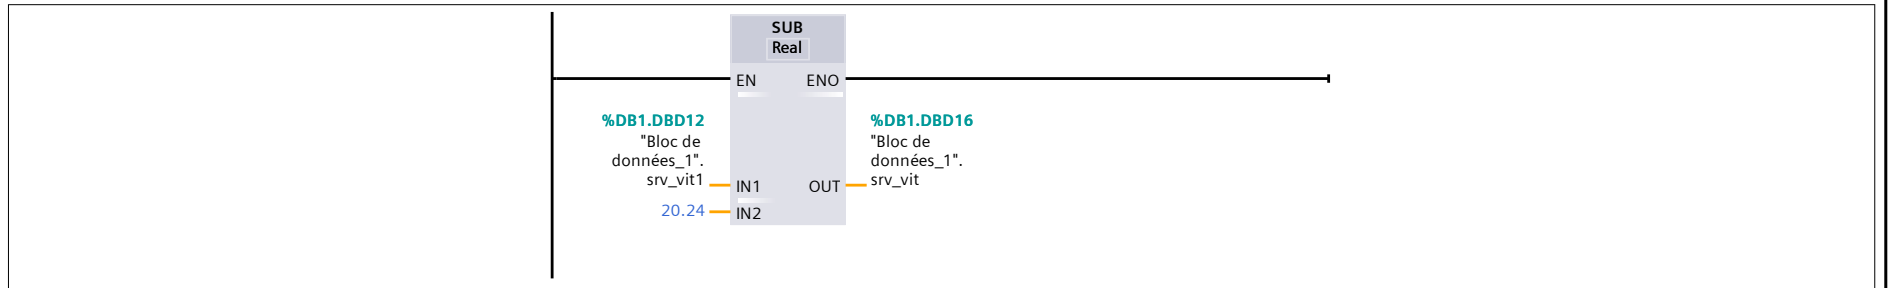 SUB
Real
EN ENO
%DB1.DBD12
"Bloc de
données_1".
srv_vit1
IN1
20.24
IN2
%DB1.DBD16
"Bloc de
données_1".
srv_vit
OUT